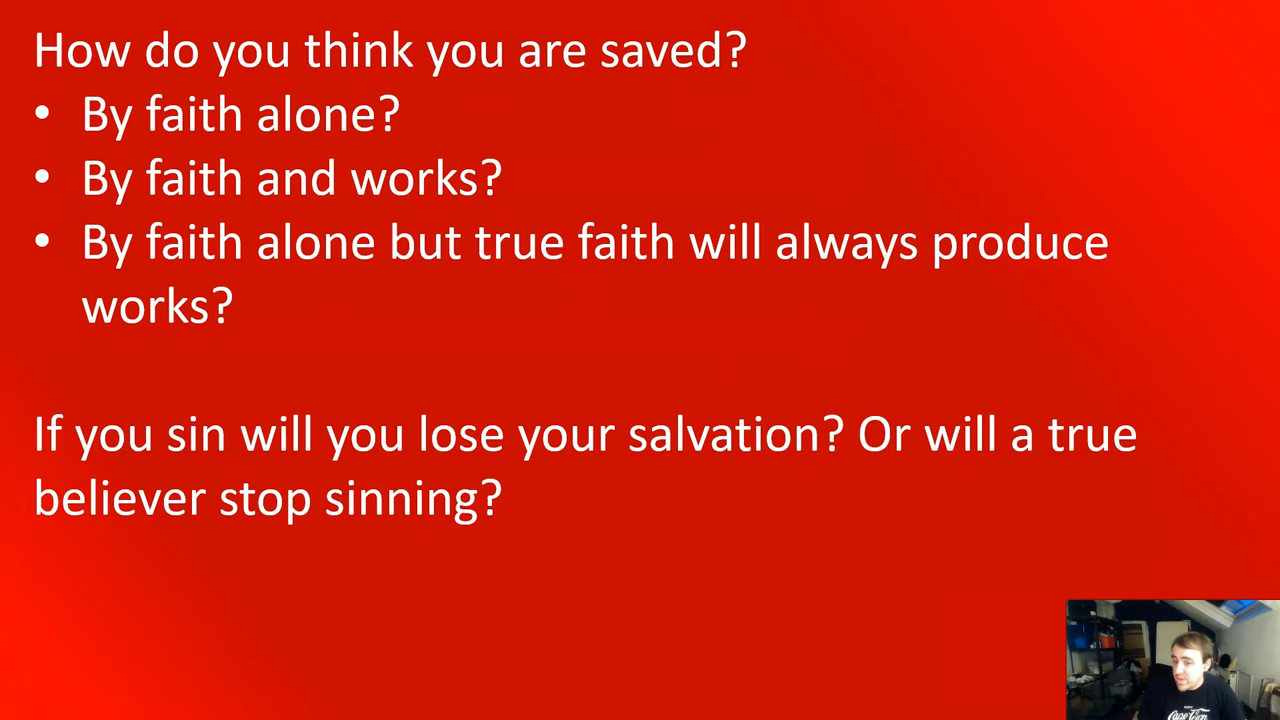 How do you think you are saved?
• By faith alone?
• By faith and works?
• By faith alone but true faith will always produce
works?
If you sin will you lose your salvation? Or will a true
believer stop sinning?